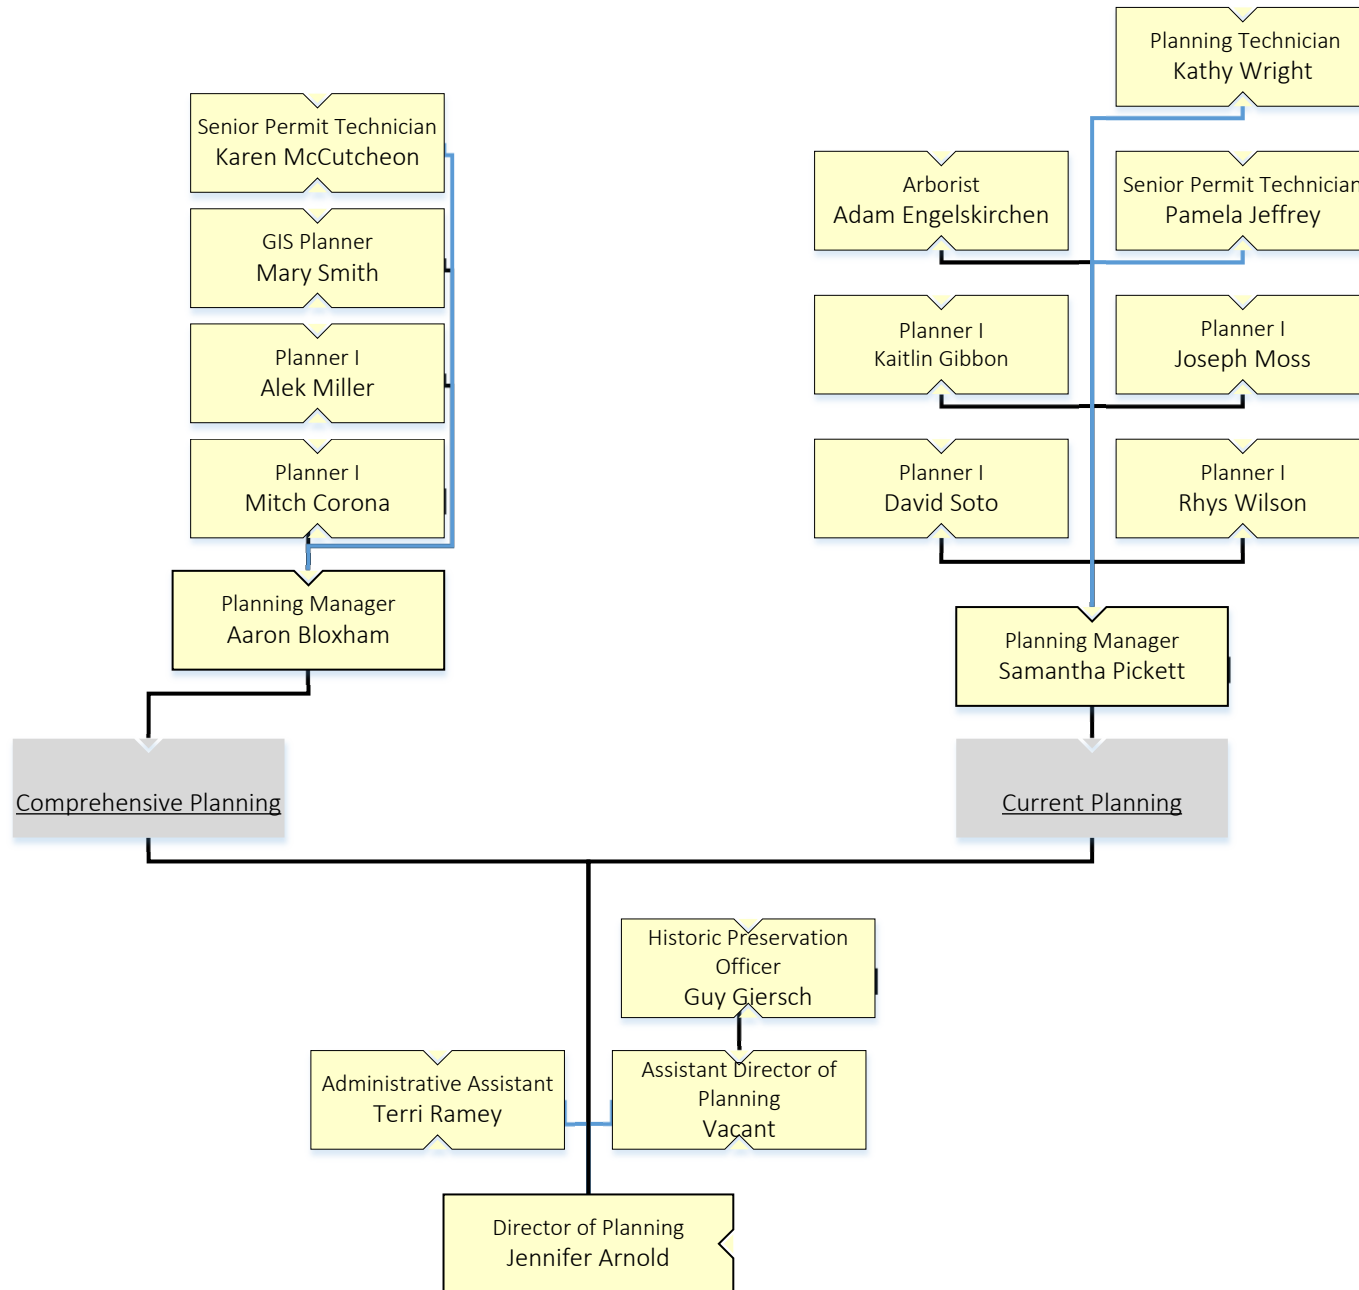 Planning Technician
Kathy Wright
Senior Permit Technician
Karen McCutcheon
Arborist
Adam Engelskirchen
Senior Permit Technician
Pamela Jeffrey
GIS Planner
Mary Smith
Planner I
Kaitlin Gibbon
Planner I
Joseph Moss
Planner I
Alek Miller
Planner I
Mitch Corona
Planner I
David Soto
Planner I
Rhys Wilson
Planning Manager
Aaron Bloxham
Planning Manager
Samantha Pickett
Comprehensive Planning
Current Planning
Historic Preservation
Officer
Guy Giersch
Administrative Assistant
Terri Ramey
Assistant Director of
Planning
Vacant
Director of Planning
Jennifer Arnold